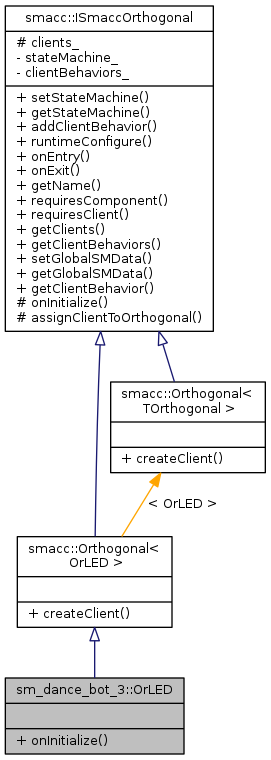 smacc::ISmaccOrthogonal
# clients_
- stateMachine_
- clientBehaviors_
+ setStateMachine()
+ getStateMachine()
+ addClientBehavior()
+ runtimeConfigure()
+ onEntry()
+ onExit()
+ getName()
+ requiresComponent()
+ requiresClient()
+ getClients()
+ getClientBehaviors()
+ setGlobalSMData()
+ getGlobalSMData()
+ getClientBehavior()
# onInitialize()
# assignClientToOrthogonal()
smacc::Orthogonal<
TOrthogonal >
+ createClient()
< OrLED >
smacc::Orthogonal<
OrLED >
+ createClient()
sm_dance_bot_3::OrLED
+ onInitialize()